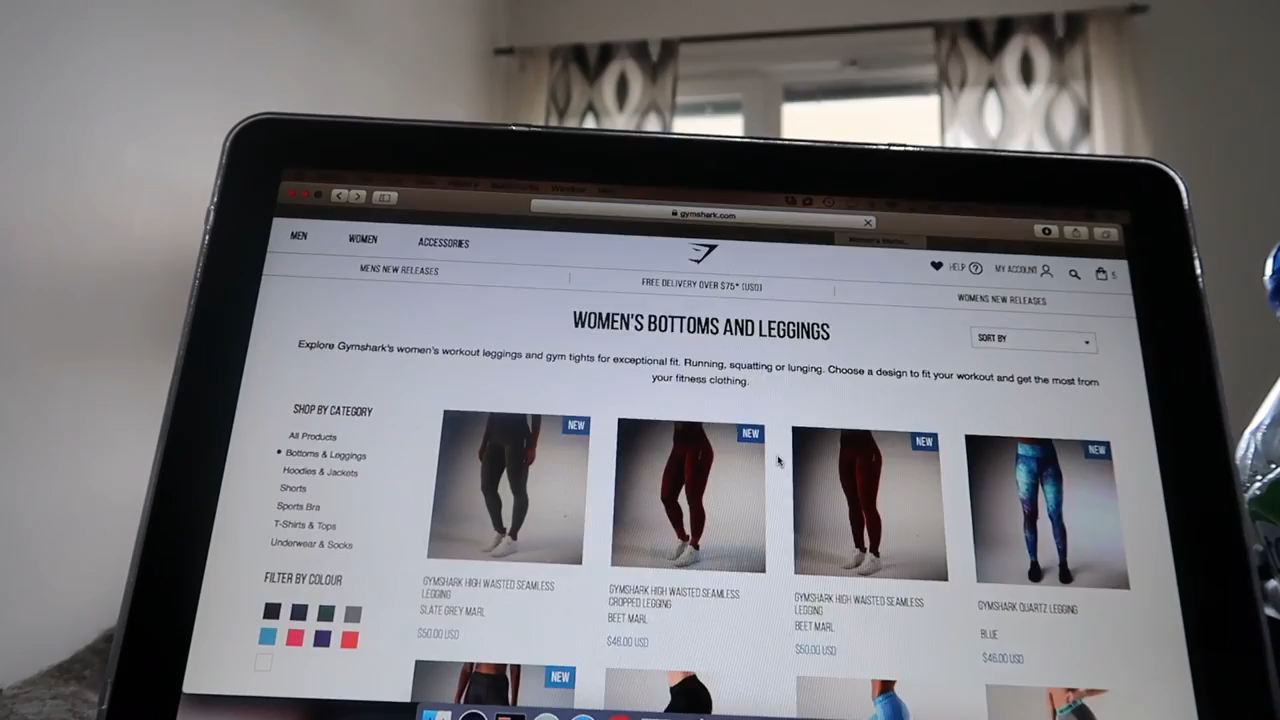 Window
gymshark.com
MEN
WOMEN
ACCESSORIES
HELP
MY ACCOUNT
5
MENS NEW RELEASES
FREE DELIVERY OVER $75* (USD)
WOMENS NEW RELEASES
WOMEN'S BOTTOMS AND LEGGINGS
SORT BY
Explore Gymshark's women's workout leggings and gym tights for exceptional fit. Running, squatting or lunging. Choose a design to fit your workout and get the most from
your fitness clothing.
SHOP BY CATEGORY
All Products
Bottoms & Leggings
Hoodies & Jackets
Shorts
Sports Bra
T-Shirts & Tops
Underwear & Socks
FILTER BY COLOUR
NEW
NEW
NEW
NEW
GYMSHARK HIGH WAISTED SEAMLESS
LEGGING
SLATE GREY MARL
$50.00 USD
GYMSHARK HIGH WAISTED SEAMLESS
CROPPED LEGGING
BEET MARL
$46.00 USD
GYMSHARK HIGH WAISTED SEAMLESS
LEGGING
BEET MARL
$50.00 USD
GYMSHARK QUARTZ LEGGING
BLUE
$46.00 USD
NEW